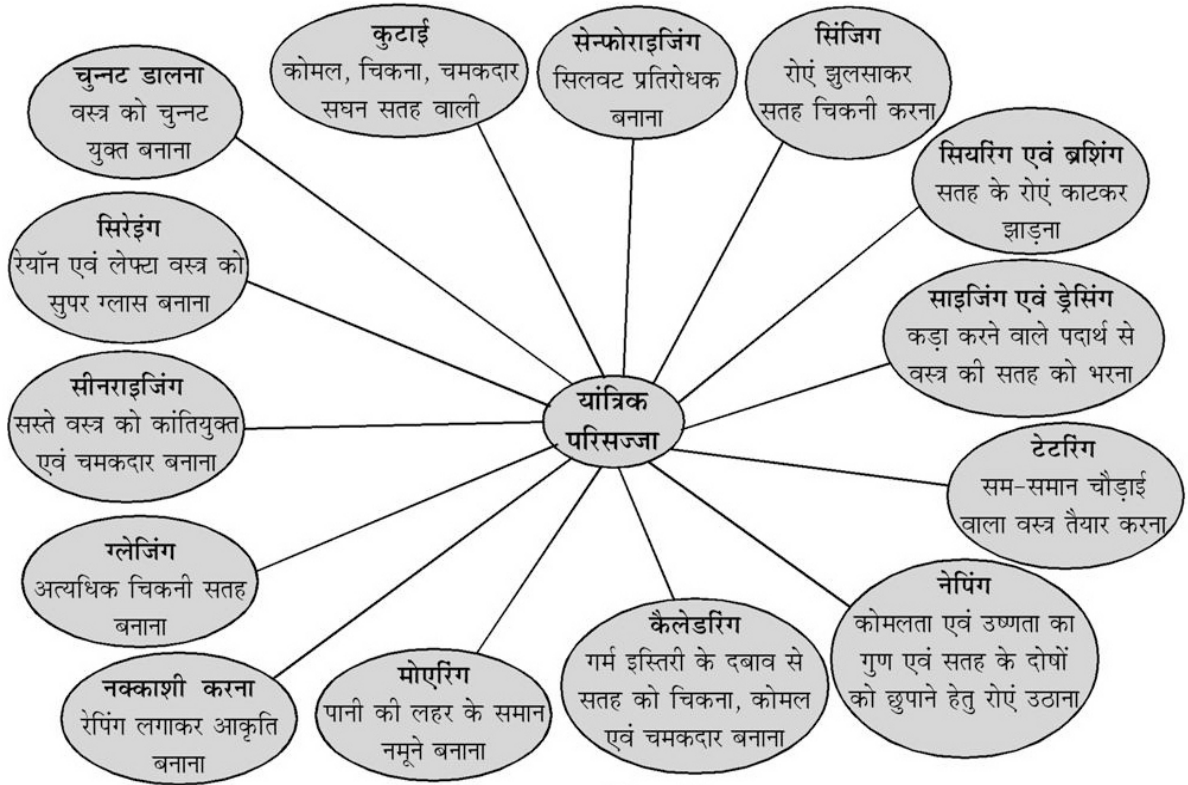 कुटाई
कोमल, चिकना, चमकदार
सघन सतह वाली
सेन्फोराइजिंग
सिलवट प्रतिरोधक
बनाना
सिंजिग
रोएं झुलसाकर
सतह चिकनी करना
सियरिंग एवं ब्रशिंग
सतह के रोएं काटकर
झाड़ना
साइजिंग एवं ड्रेसिंग
कड़ा करने वाले पदार्थ से
वस्त्र की सतह को भरना
टेटरिंग
सम-समान चौड़ाई
वाला वस्त्र तैयार करना
नेपिंग
कोमलता एवं उष्णता का
गुण एवं सतह के दोषों
को छुपाने हेतु रोएं उठाना
कैलेडरिंग
गर्म इस्तिरी के दबाव से
सतह को चिकना, कोमल
एवं चमकदार बनाना
मोएरिंग
पानी की लहर के समान
नमूने बनाना
नक्काशी करना
रेपिंग लगाकर आकृति
बनाना
ग्लेजिंग
अत्यधिक चिकनी सतह
बनाना
सीनराइजिंग
सस्ते वस्त्र को कांतियुक्त
एवं चमकदार बनाना
सिरेइंग
रेयॉन एवं लेफ्टा वस्त्र को
सुपर ग्लास बनाना
चुन्नट डालना
वस्त्र को चुन्नट
युक्त बनाना
यांत्रिक
परिसज्जा